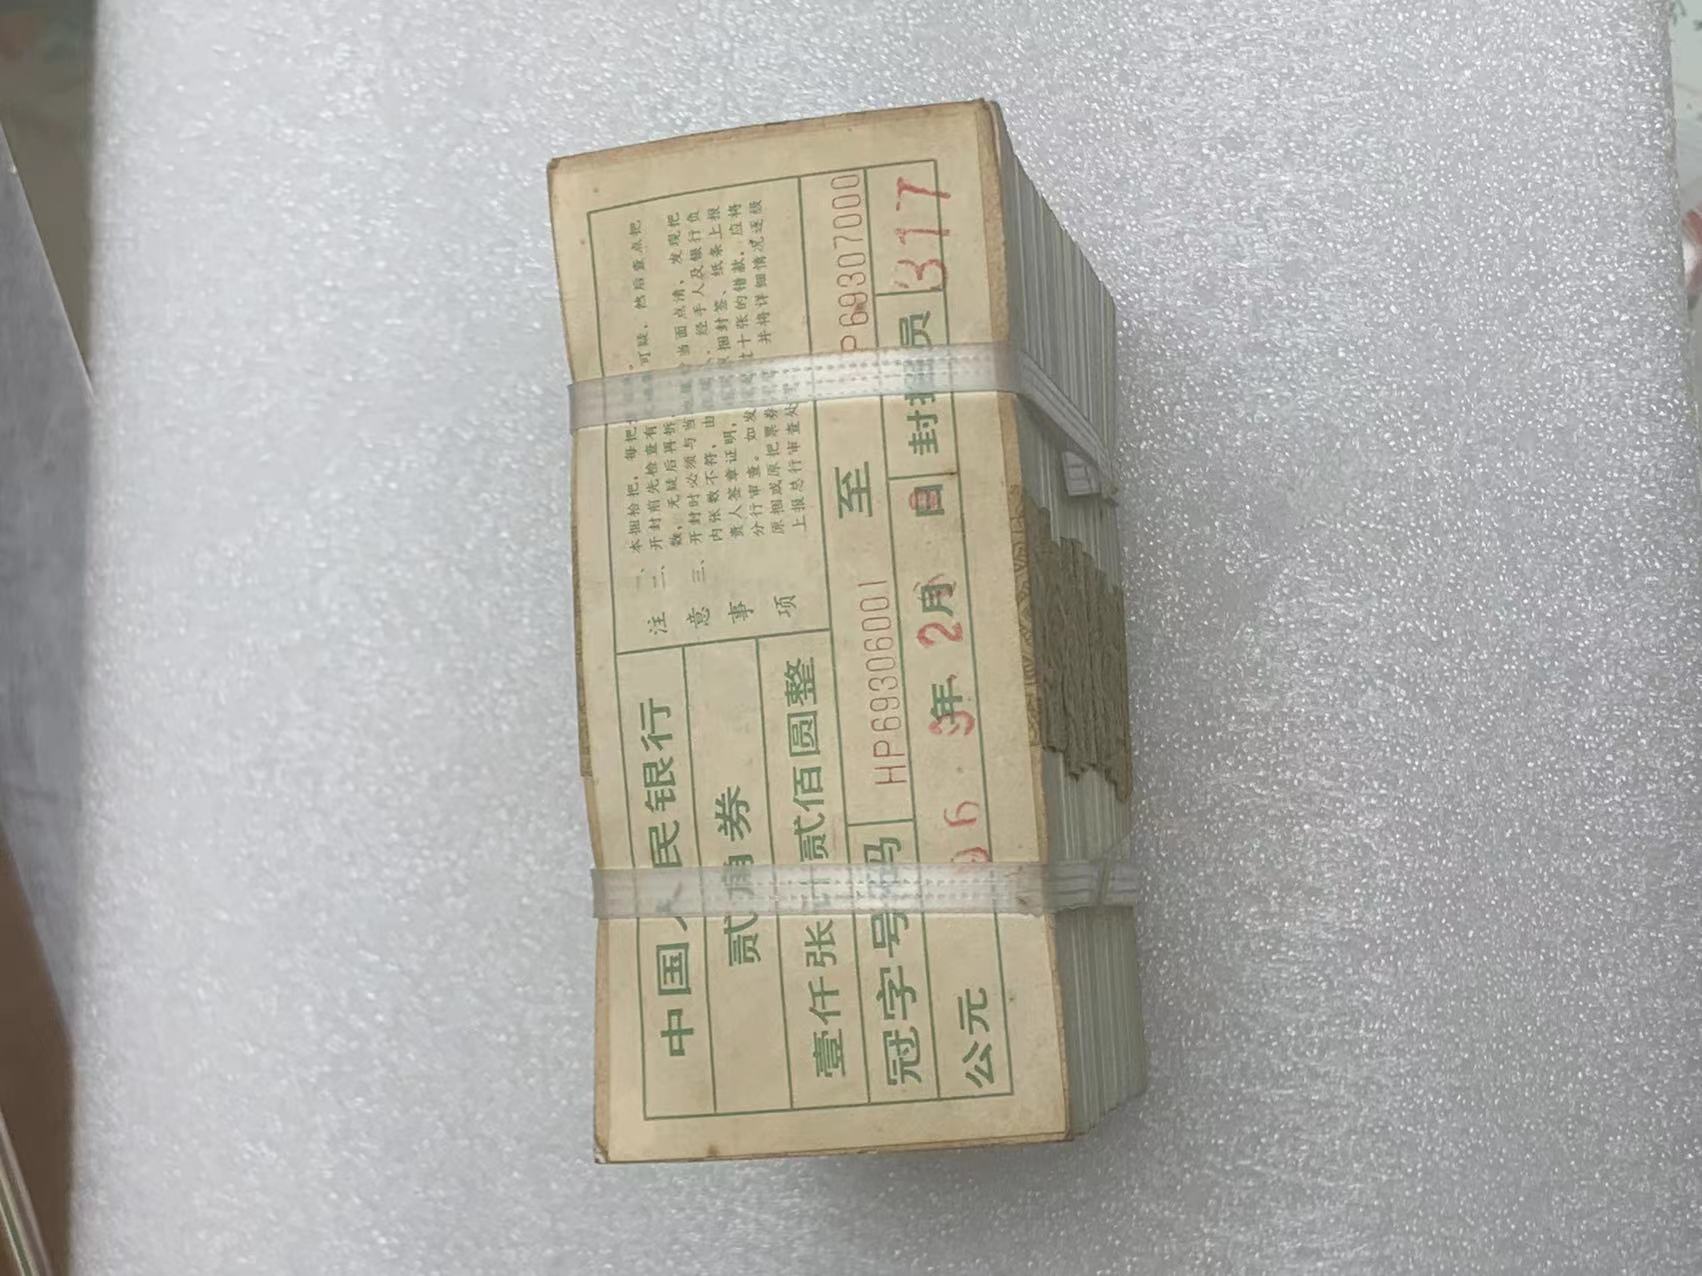 中国人民银行
贰角券
壹仟张计贰佰圆整
注意事项
一、本捆拾把，每把
二、开封前先检查有 可疑，然后查点把
数，无疑后再拆
三、开封时必须与当 当面点清，发现把
内张数不符，由 经手人及银行负
责人签章证明， 原捆封签、纸条上报
分行审查。如发 十张的错款，应将
原捆或原把票券 并将详细情况逐级
上报总行审查处
冠字号码 HP69306001 至 P69307000
公元 96年2月 日 封捆员 317